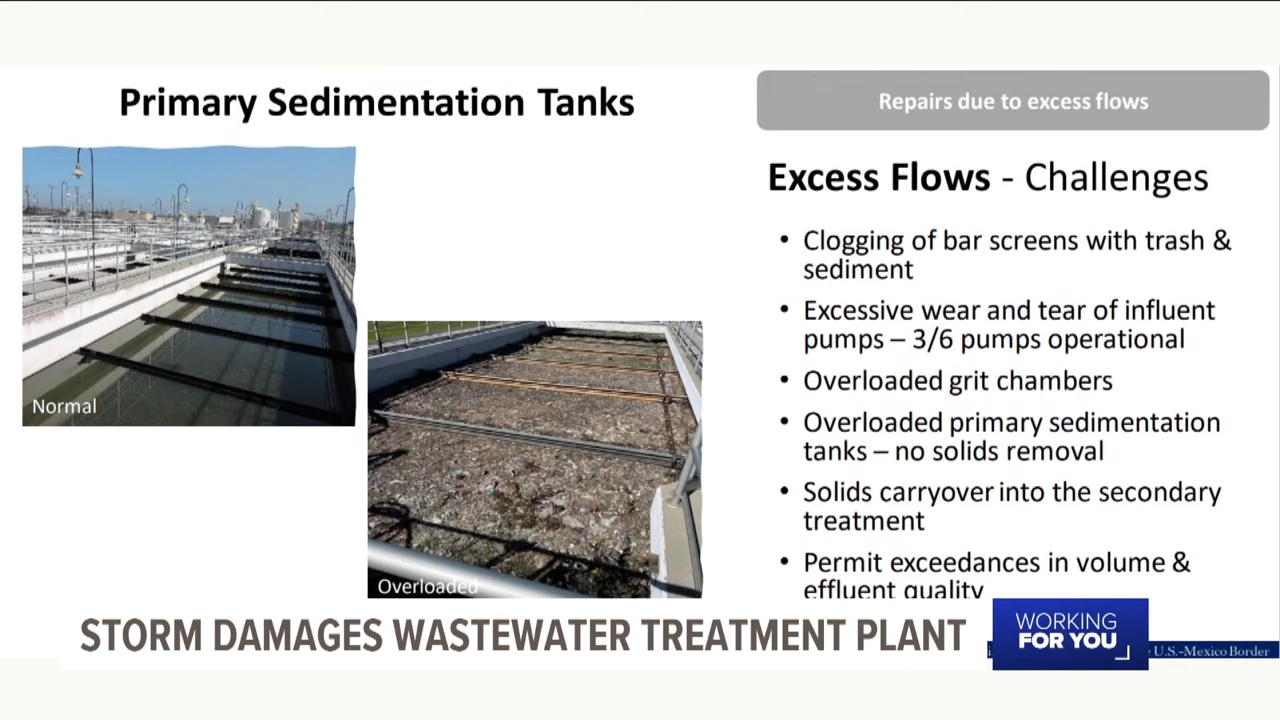 Primary Sedimentation Tanks
Normal
Overloaded
Repairs due to excess flows
Excess Flows - Challenges
• Clogging of bar screens with trash &
sediment
• Excessive wear and tear of influent
pumps – 3/6 pumps operational
• Overloaded grit chambers
• Overloaded primary sedimentation
tanks – no solids removal
• Solids carryover into the secondary
treatment
• Permit exceedances in volume &
effluent quality
STORM DAMAGES WASTEWATER TREATMENT PLANT
WORKING
FOR YOU
U.S.-Mexico Border